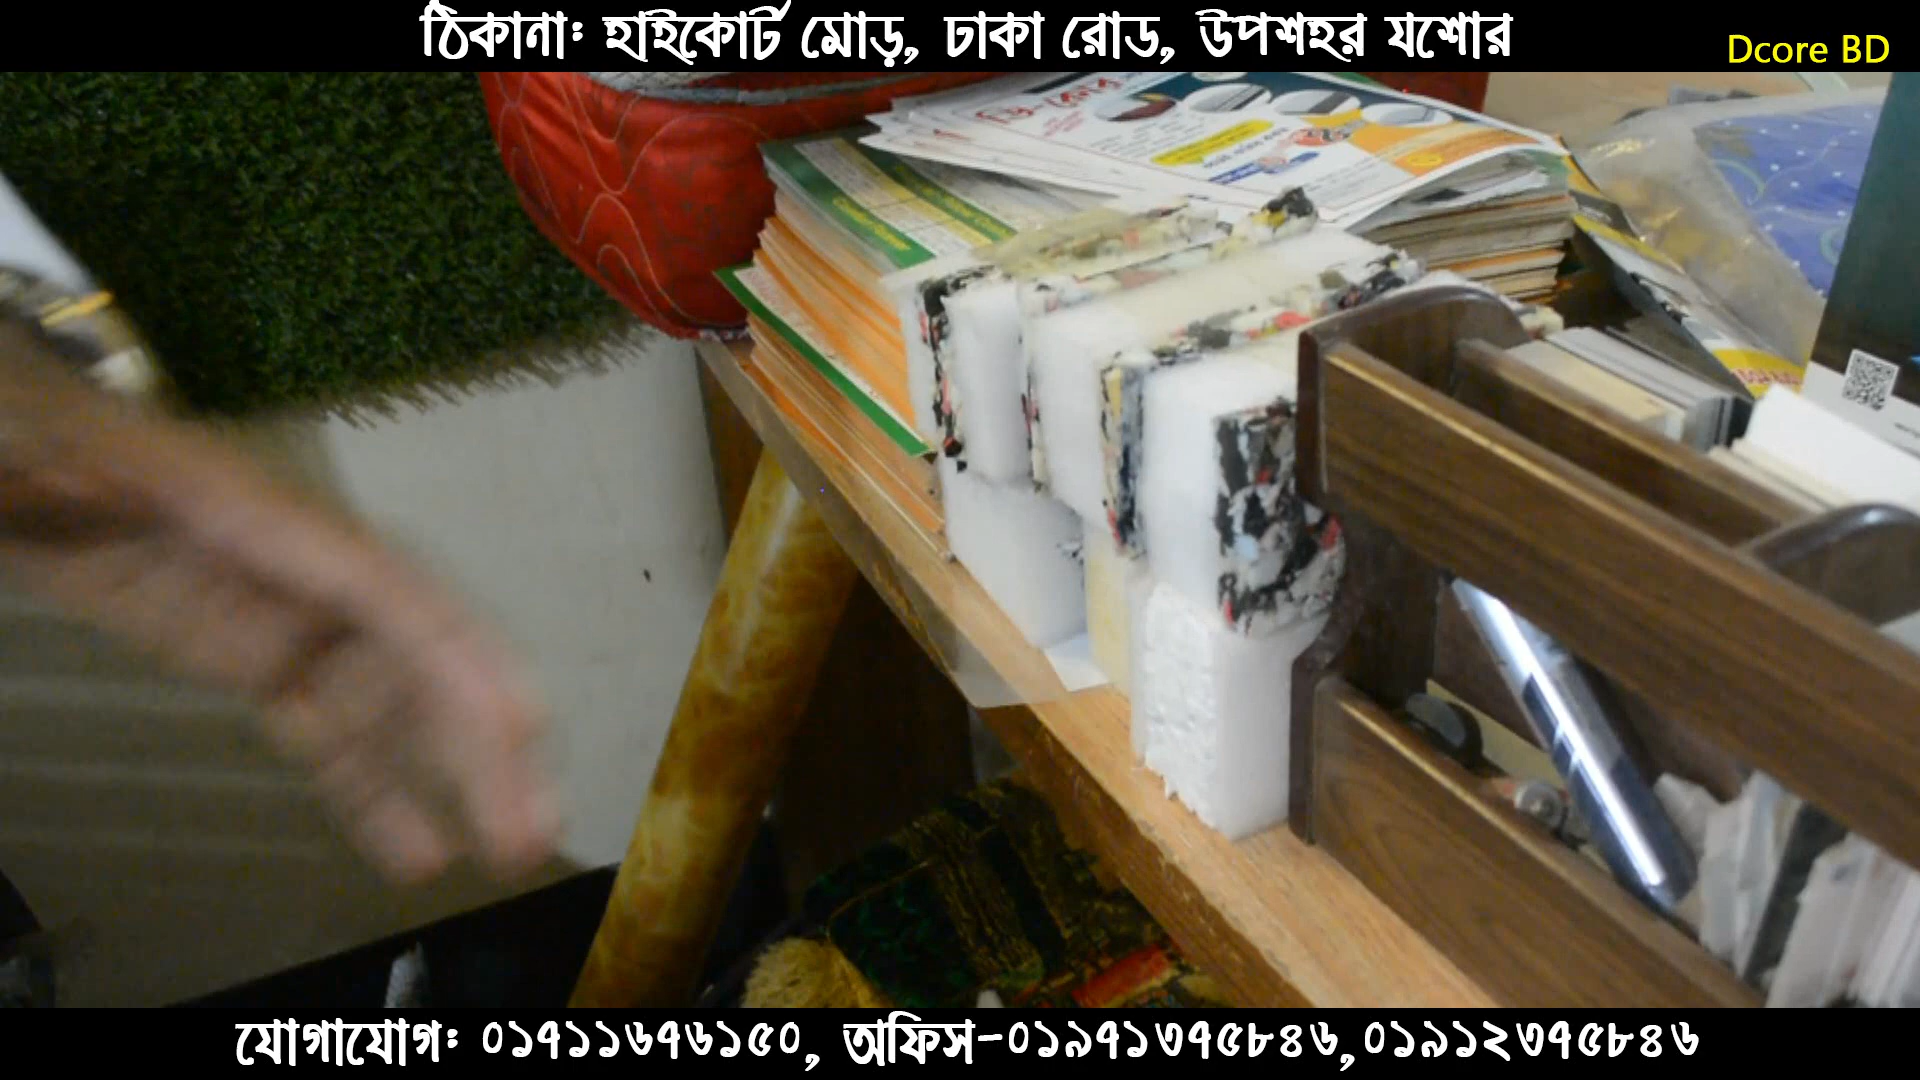 ঠিকানাঃ হাইকোর্ট মোড়, ঢাকা রোড, উপশহর যশোর
Dcore BD
ডি-কোর
যোগাযোগঃ ০১৭১১৬৭৬১৫০, অফিস-০১৯৭১৩৭৫৮৪৬,০১৯১২৩৭৫৮৪৬